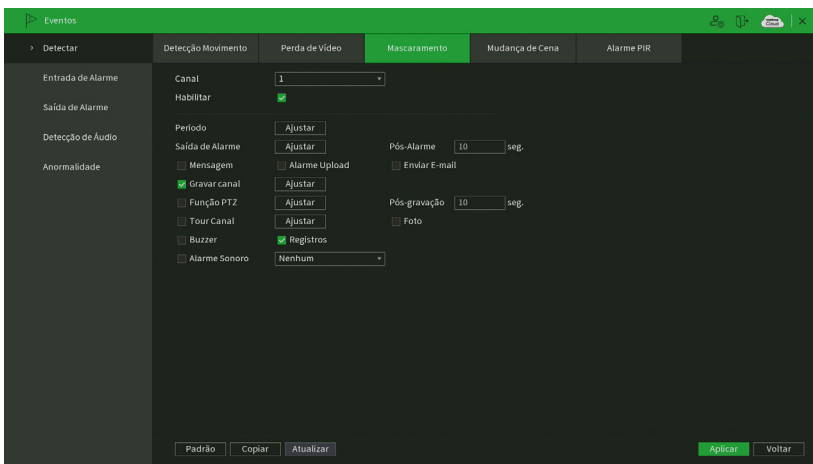 Eventos
Detectar
Detecção Movimento Perda de Vídeo Mascaramento Mudança de Cena Alarme PIR
Entrada de Alarme
Saída de Alarme
Detecção de Áudio
Anormalidade
Canal 1
Habilitar
Periodo Ajustar
Saída de Alarme Ajustar Pós-Alarme 10 seg.
Mensagem Alarme Upload Enviar E-mail
Gravar canal Ajustar
Função PTZ Ajustar Pós-gravação 10 seg.
Tour Canal Ajustar Foto
Buzzer Registros
Alarme Sonoro Nenhum
Padrão Copiar Atualizar Aplicar Voltar